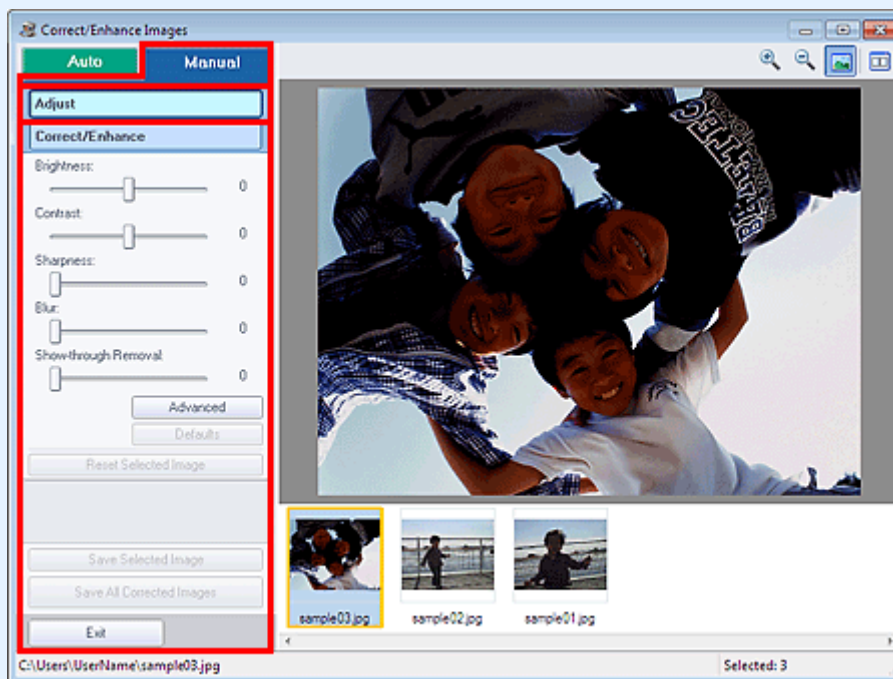 Correct/Enhance Images
Auto
Manual
Adjust
Correct/Enhance
Brightness:
0
Contrast:
0
Sharpness:
0
Blur:
0
Show-through Removal:
0
Advanced
Defaults
Reset Selected Image
Save Selected Image
Save All Corrected Images
Exit
BBEETTEC
sample03.jpg
sample02.jpg
sample01.jpg
C:\Users\UserName\sample03.jpg
Selected: 3